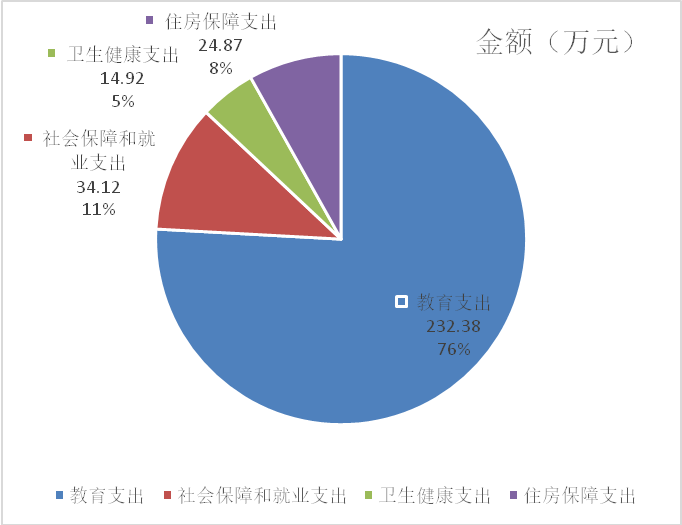 金额（万元）
住房保障支出
24.87
8%
卫生健康支出
14.92
5%
社会保障和就
业支出
34.12
11%
教育支出
232.38
76%
教育支出 社会保障和就业支出 卫生健康支出 住房保障支出